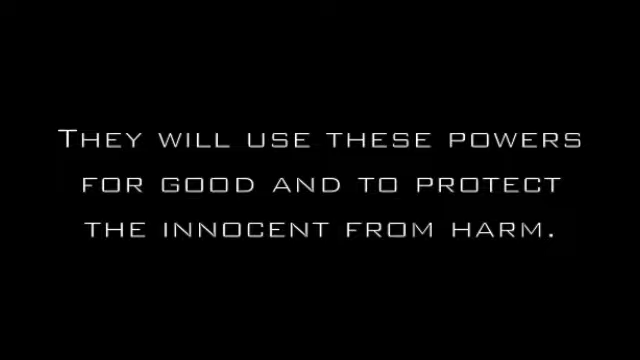 They will use these powers
for good and to protect
the innocent from harm.